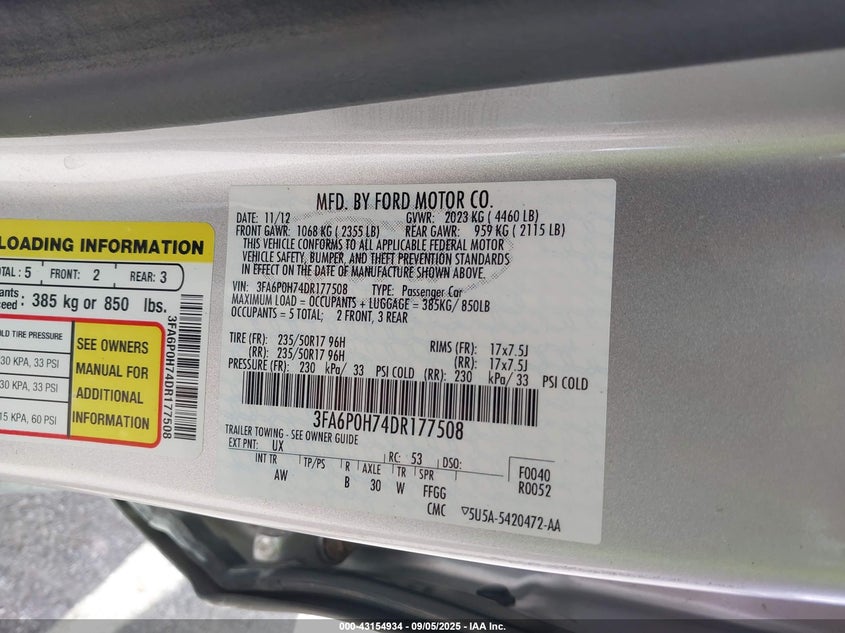 LOADING INFORMATION
TOTAL : 5 FRONT: 2 REAR: 3
385 kg or 850 lbs.
COLD TIRE PRESSURE
30 KPA, 33 PSI
30 KPA, 33 PSI
15 KPA, 60 PSI
SEE OWNERS
MANUAL FOR
ADDITIONAL
INFORMATION
3FA6P0H74DR177508
MFD. BY FORD MOTOR CO.
DATE: 11/12 GVWR: 2023 KG ( 4460 LB)
FRONT GAWR: 1068 KG ( 2355 LB) REAR GAWR: 959 KG ( 2115 LB)
THIS VEHICLE CONFORMS TO ALL APPLICABLE FEDERAL MOTOR
VEHICLE SAFETY, BUMPER, AND THEFT PREVENTION STANDARDS
IN EFFECT ON THE DATE OF MANUFACTURE SHOWN ABOVE.
VIN: 3FA6P0H74DR177508 TYPE: Passenger Car
MAXIMUM LOAD = OCCUPANTS + LUGGAGE = 385KG/ 850LB
OCCUPANTS = 5 TOTAL; 2 FRONT, 3 REAR
TIRE (FR): 235/50R17 96H RIMS (FR): 17x7.5J
(RR): 235/50R17 96H (RR): 17x7.5J
PRESSURE (FR): 230 kPa/ 33 PSI COLD (RR): 230 kPa/ 33 PSI COLD
3FA6P0H74DR177508
TRAILER TOWING - SEE OWNER GUIDE
EXT PNT: UX RC: 53 DSO:
INT TR TP/PS R AXLE TR SPR F0040
AW B 30 W FFGG R0052
CMC ▽5U5A-5420472-AA
000-43154934 - 09/05/2025 - IAA Inc.